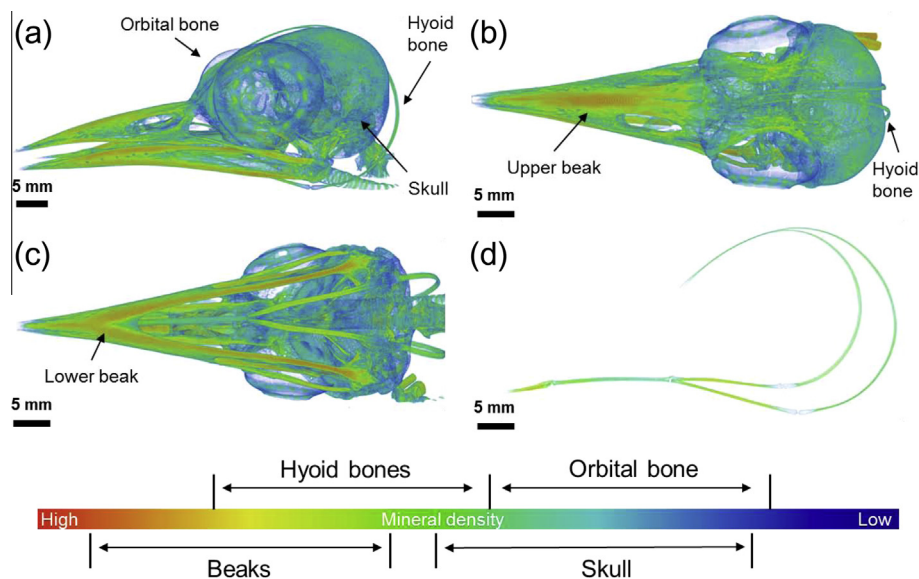 (a)
Orbital bone
Hyoid
bone
Skull
5 mm
(b)
Upper beak
Hyoid
bone
5 mm
(c)
Lower beak
5 mm
(d)
5 mm
Hyoid bones
Orbital bone
High
Mineral density
Low
Beaks
Skull